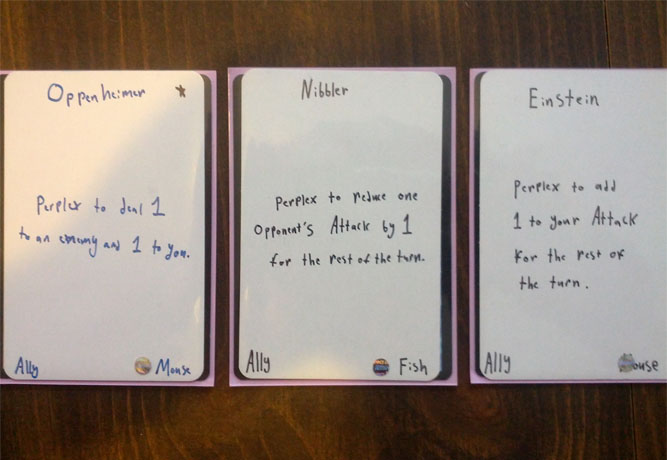 Oppenheimer *
Perplex to deal 1
to an enemy and 1 to you.
Ally Mouse
Nibbler
Perplex to reduce one
Opponent's Attack by 1
for the rest of the turn.
Ally Fish
Einstein
Perplex to add
1 to your Attack
for the rest of
the turn.
Ally